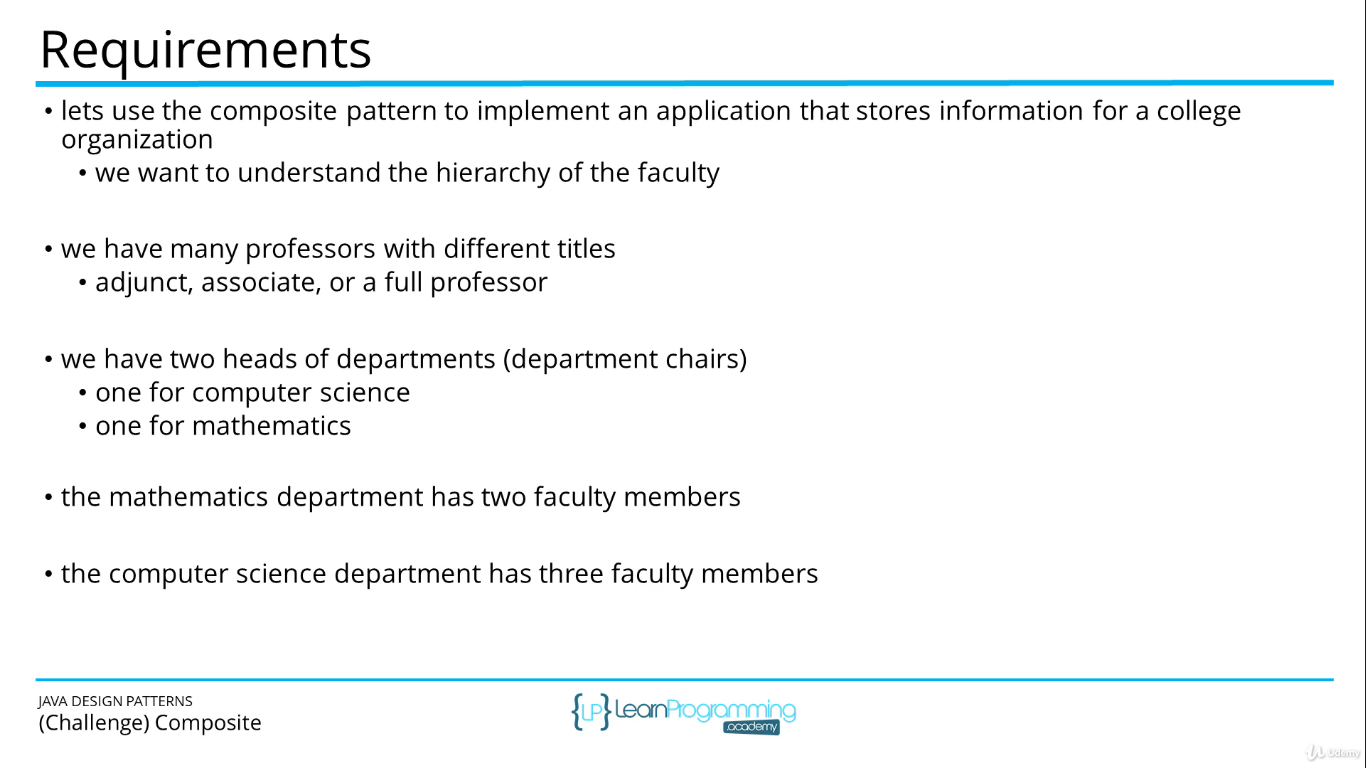 Requirements
• lets use the composite pattern to implement an application that stores information for a college
organization
• we want to understand the hierarchy of the faculty
• we have many professors with different titles
• adjunct, associate, or a full professor
• we have two heads of departments (department chairs)
• one for computer science
• one for mathematics
• the mathematics department has two faculty members
• the computer science department has three faculty members
JAVA DESIGN PATTERNS
(Challenge) Composite
{LP} LearnProgramming
.academy
Udemy